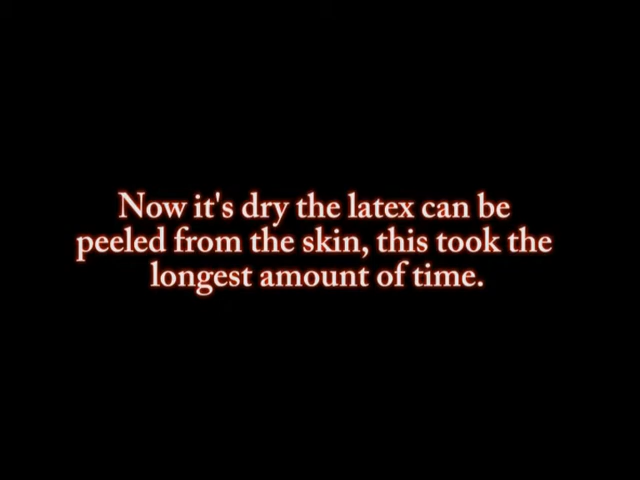 Now it's dry the latex can be
peeled from the skin, this took the
longest amount of time.